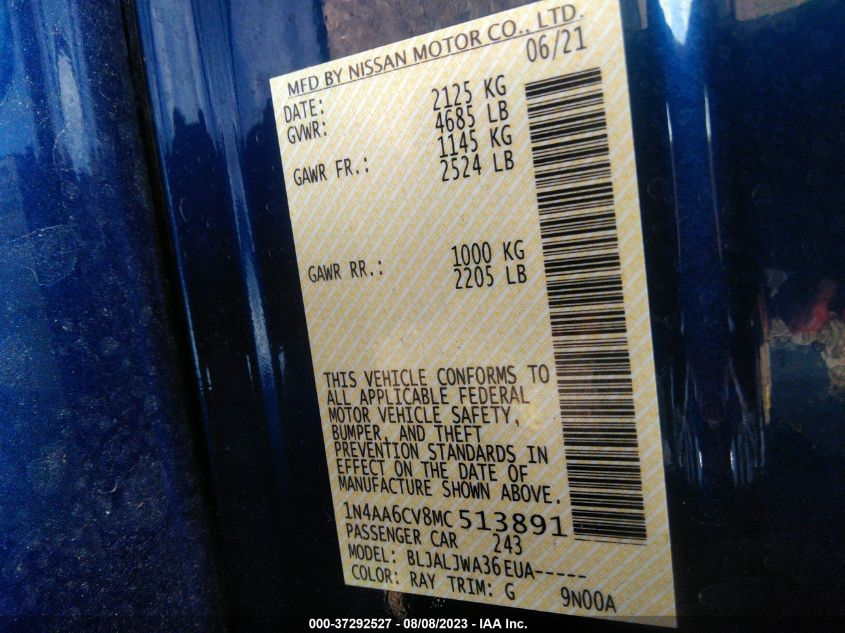 MFD BY NISSAN MOTOR CO., LTD.
DATE: 06/21
GVWR: 2125 KG
4685 LB
GAWR FR.: 1145 KG
2524 LB
GAWR RR.: 1000 KG
2205 LB
THIS VEHICLE CONFORMS TO
ALL APPLICABLE FEDERAL
MOTOR VEHICLE SAFETY,
BUMPER, AND THEFT
PREVENTION STANDARDS IN
EFFECT ON THE DATE OF
MANUFACTURE SHOWN ABOVE.
1N4AA6CV8MC513891
PASSENGER CAR 243
MODEL: BLJALJWA36EUA-----
COLOR: RAY TRIM: G 9N00A
000-37292527 - 08/08/2023 - IAA Inc.